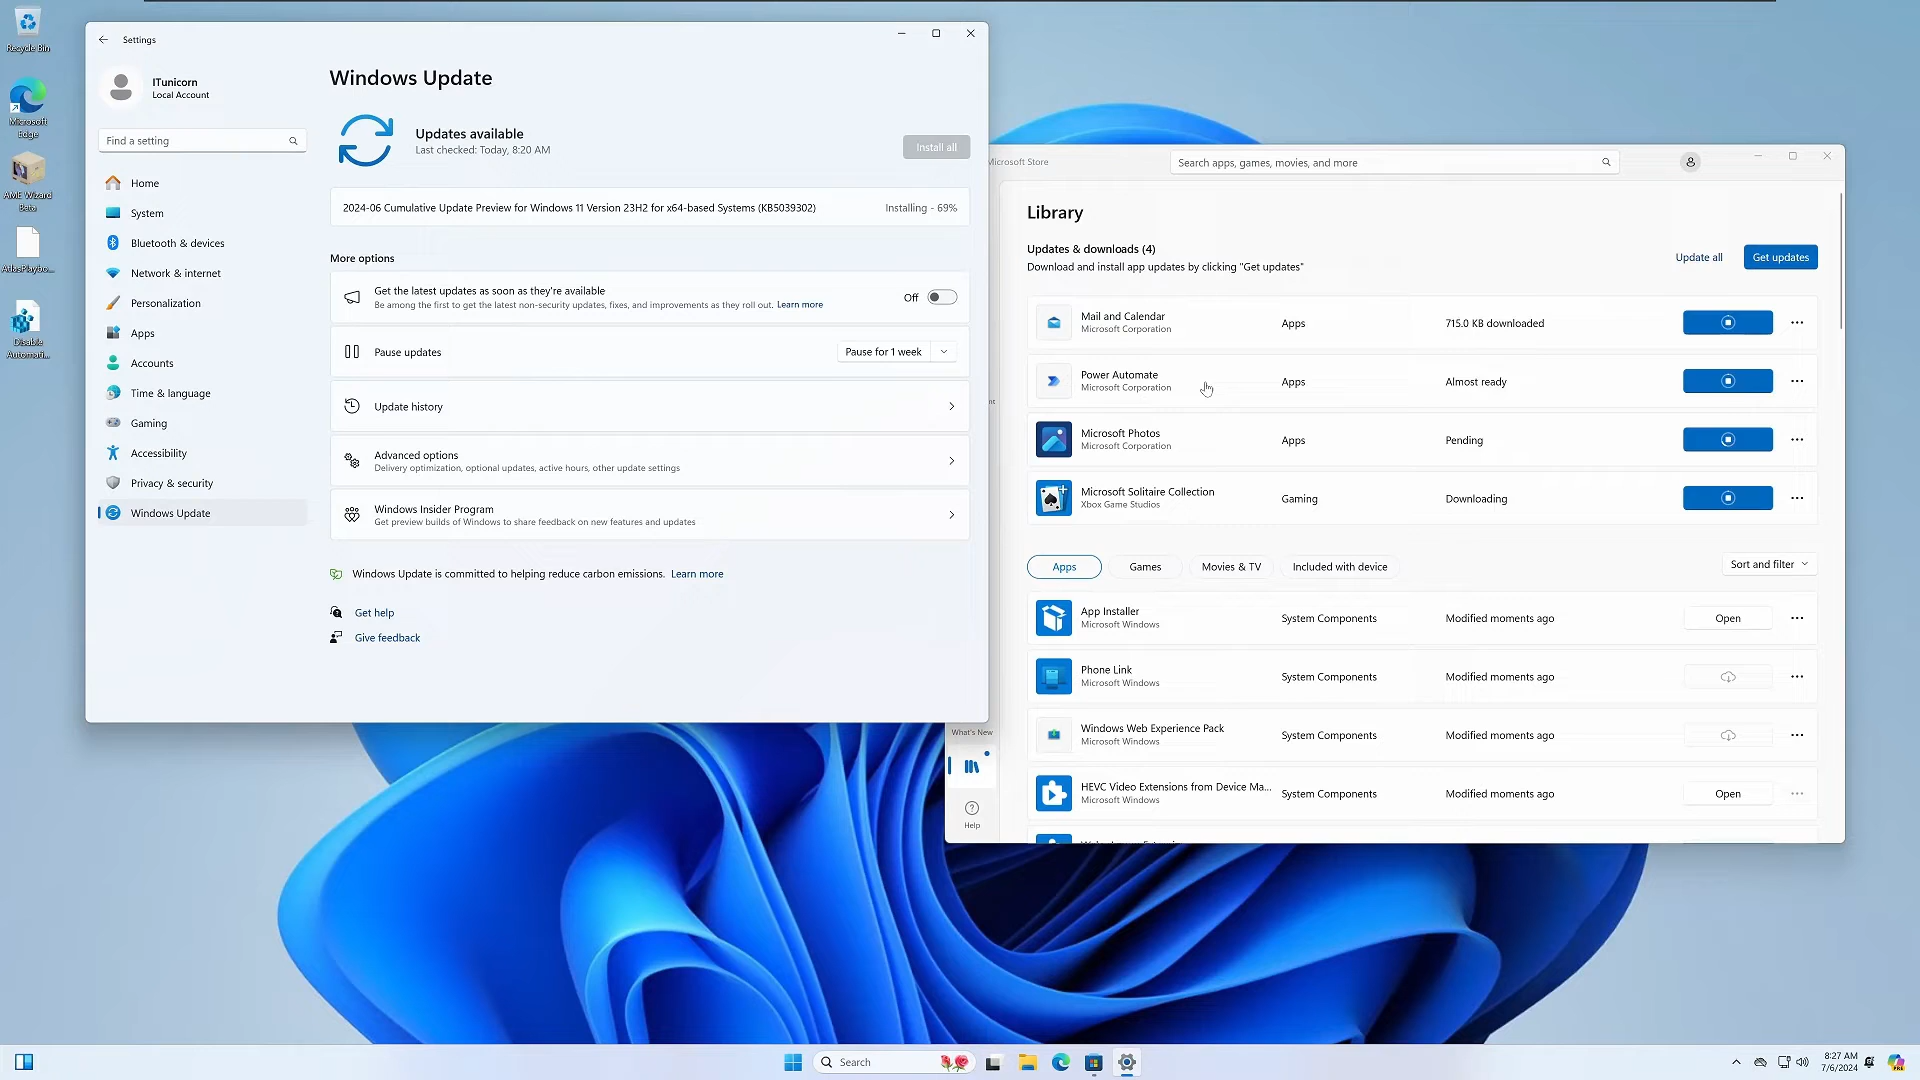 Recycle Bin
Microsoft
Edge
AME Wizard
Beta
AtlasPlaybo...
Disable
Automati...
Settings
ITunicorn
Local Account
Find a setting
Home
System
Bluetooth & devices
Network & internet
Personalization
Apps
Accounts
Time & language
Gaming
Accessibility
Privacy & security
Windows Update
Windows Update
Updates available
Last checked: Today, 8:20 AM
Install all
2024-06 Cumulative Update Preview for Windows 11 Version 23H2 for x64-based Systems (KB5039302)
Installing - 69%
More options
Get the latest updates as soon as they're available
Be among the first to get the latest non-security updates, fixes, and improvements as they roll out. Learn more
Off
Pause updates
Pause for 1 week
Update history
Advanced options
Delivery optimization, optional updates, active hours, other update settings
Windows Insider Program
Get preview builds of Windows to share feedback on new features and updates
Windows Update is committed to helping reduce carbon emissions. Learn more
Get help
Give feedback
Microsoft Store
Search apps, games, movies, and more
Library
Updates & downloads (4)
Download and install app updates by clicking "Get updates"
Update all
Get updates
Mail and Calendar
Microsoft Corporation
Apps
715.0 KB downloaded
Power Automate
Microsoft Corporation
Apps
Almost ready
Microsoft Photos
Microsoft Corporation
Apps
Pending
Microsoft Solitaire Collection
Xbox Game Studios
Gaming
Downloading
Apps
Games
Movies & TV
Included with device
Sort and filter
App Installer
Microsoft Windows
System Components
Modified moments ago
Open
Phone Link
Microsoft Windows
System Components
Modified moments ago
Windows Web Experience Pack
Microsoft Windows
System Components
Modified moments ago
HEVC Video Extensions from Device Ma...
Microsoft Windows
System Components
Modified moments ago
Open
What's New
Help
Search
8:27 AM
7/6/2024
PRE